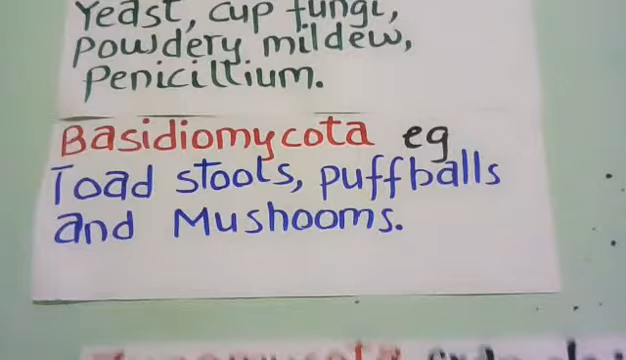 Yeast, cup fungi,
Powdery mildew,
Penicillium.
Basidiomycota eg
Toad stools, puffballs
and Mushooms.